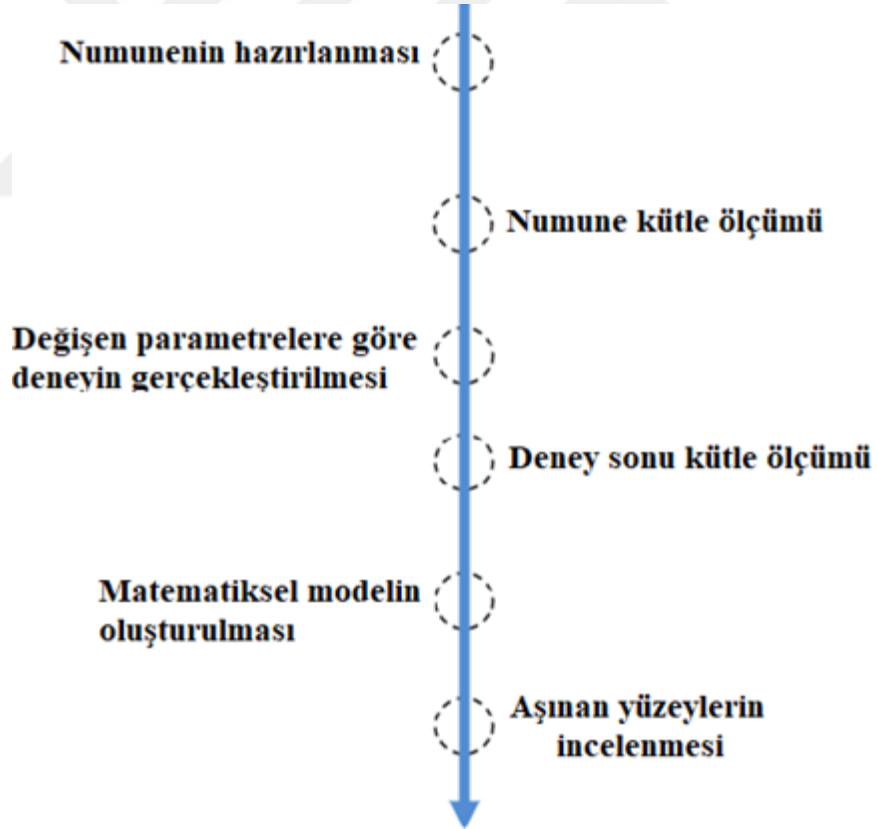 Numunenin hazırlanması
Numune kütle ölçümü
Değişen parametrelere göre
deneyin gerçekleştirilmesi
Deney sonu kütle ölçümü
Matematiksel modelin
oluşturulması
Aşınan yüzeylerin
incelenmesi